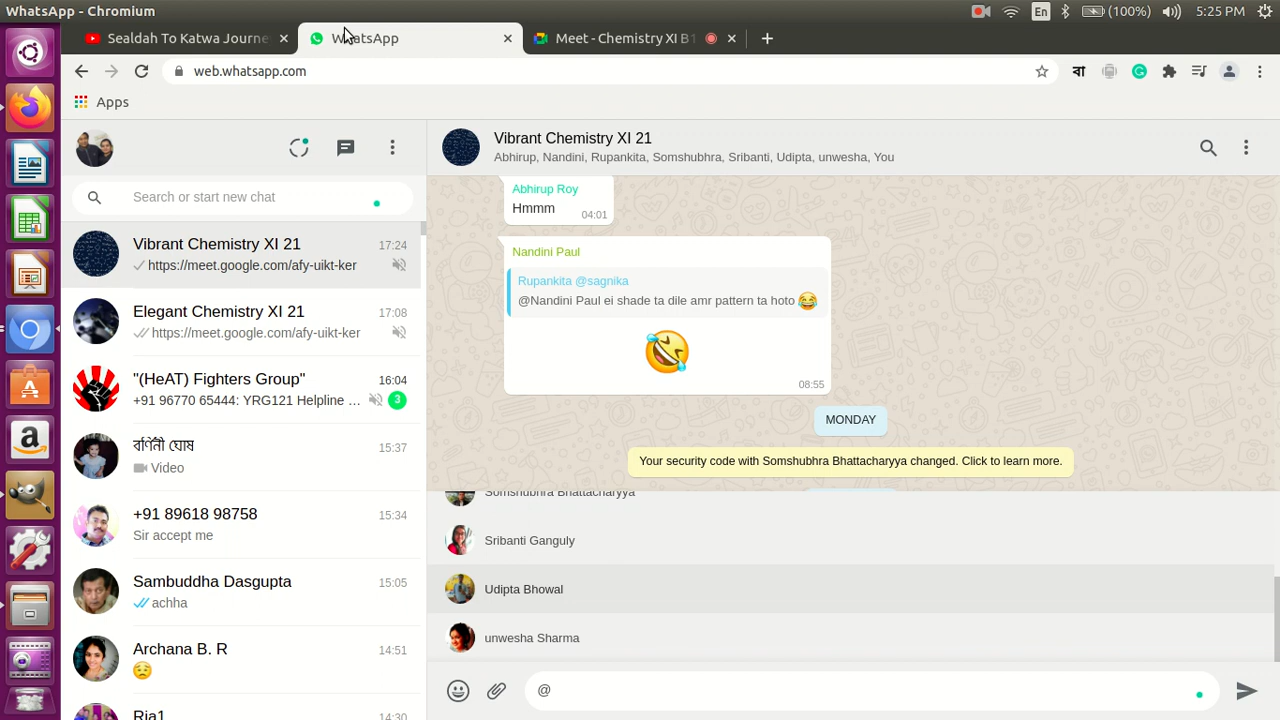 WhatsApp - Chromium
En
(100%)
5:25 PM
Sealdah To Katwa Journe
WhatsApp
Meet - Chemistry XI B1
web.whatsapp.com
বা
Apps
Vibrant Chemistry XI 21
Abhirup, Nandini, Rupankita, Somshubhra, Sribanti, Udipta, unwesha, You
Search or start new chat
Vibrant Chemistry XI 21
17:24
https://meet.google.com/afy-uikt-ker
Elegant Chemistry XI 21
17:08
https://meet.google.com/afy-uikt-ker
"(HeAT) Fighters Group"
16:04
+91 96770 65444: YRG121 Helpline ...
3
15:37
Video
+91 89618 98758
15:34
Sir accept me
Sambuddha Dasgupta
15:05
achha
Archana B. R
14:51
😟
Ria1
14:30
Abhirup Roy
Hmmm
04:01
Nandini Paul
Rupankita @sagnika
@Nandini Paul ei shade ta dile amr pattern ta hoto 😂
🤣
08:55
MONDAY
Your security code with Somshubhra Bhattacharyya changed. Click to learn more.
Somshubhra Bhattacharyya
Sribanti Ganguly
Udipta Bhowal
unwesha Sharma
@